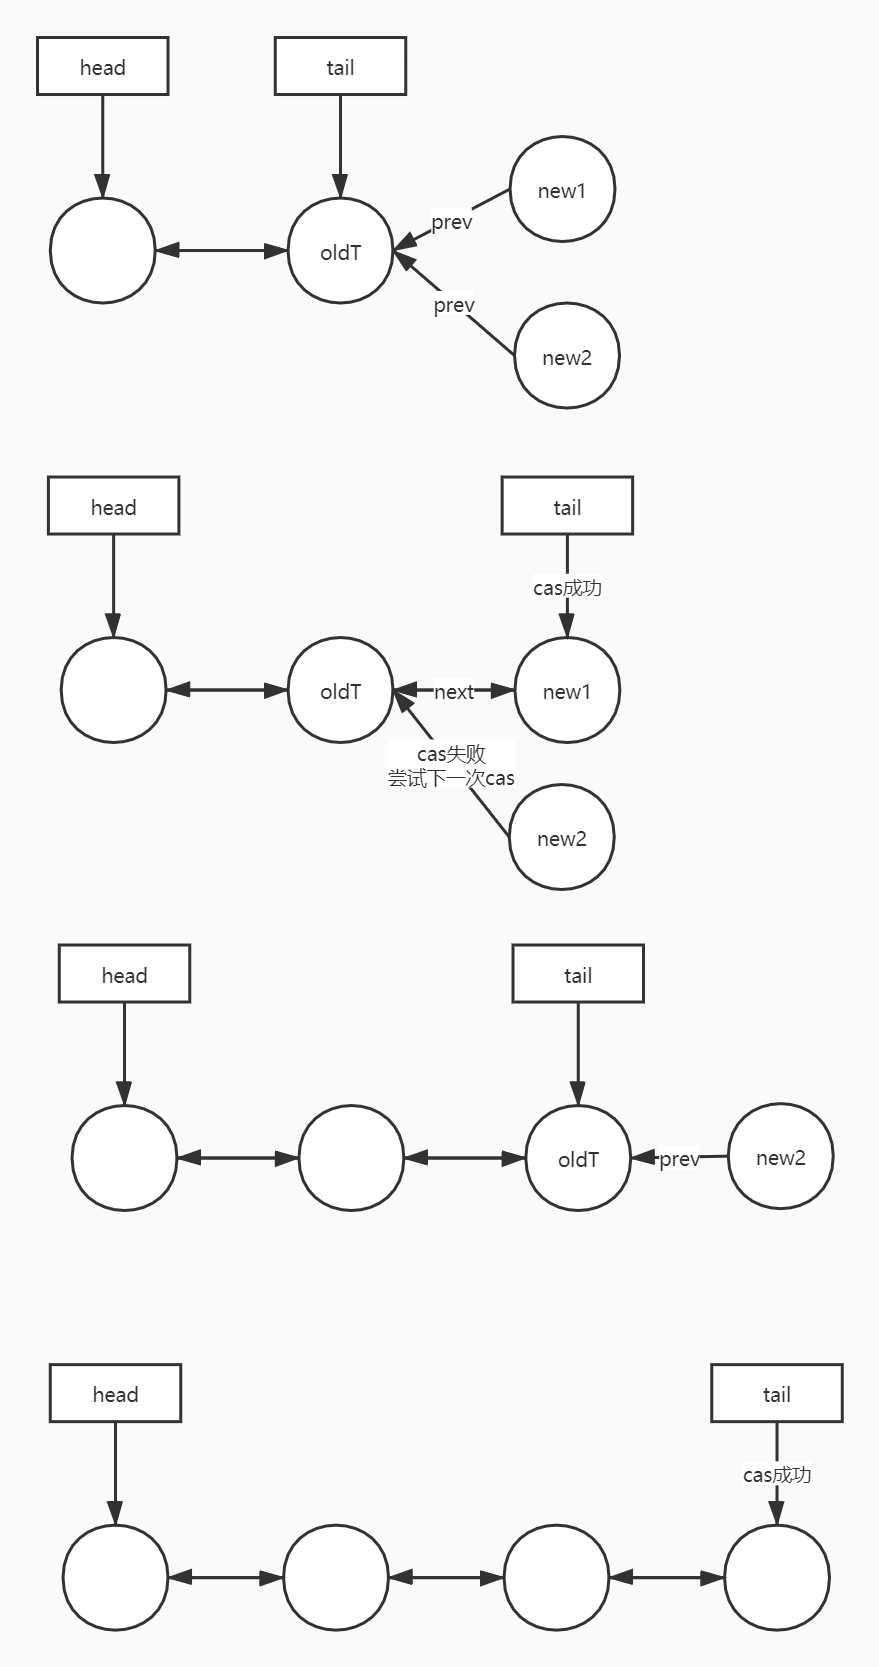 head
tail
new1
prev
oldT
prev
new2
head
tail
cas成功
oldT
next
new1
cas失败
尝试下一次cas
new2
head
tail
oldT
prev
new2
head
tail
cas成功